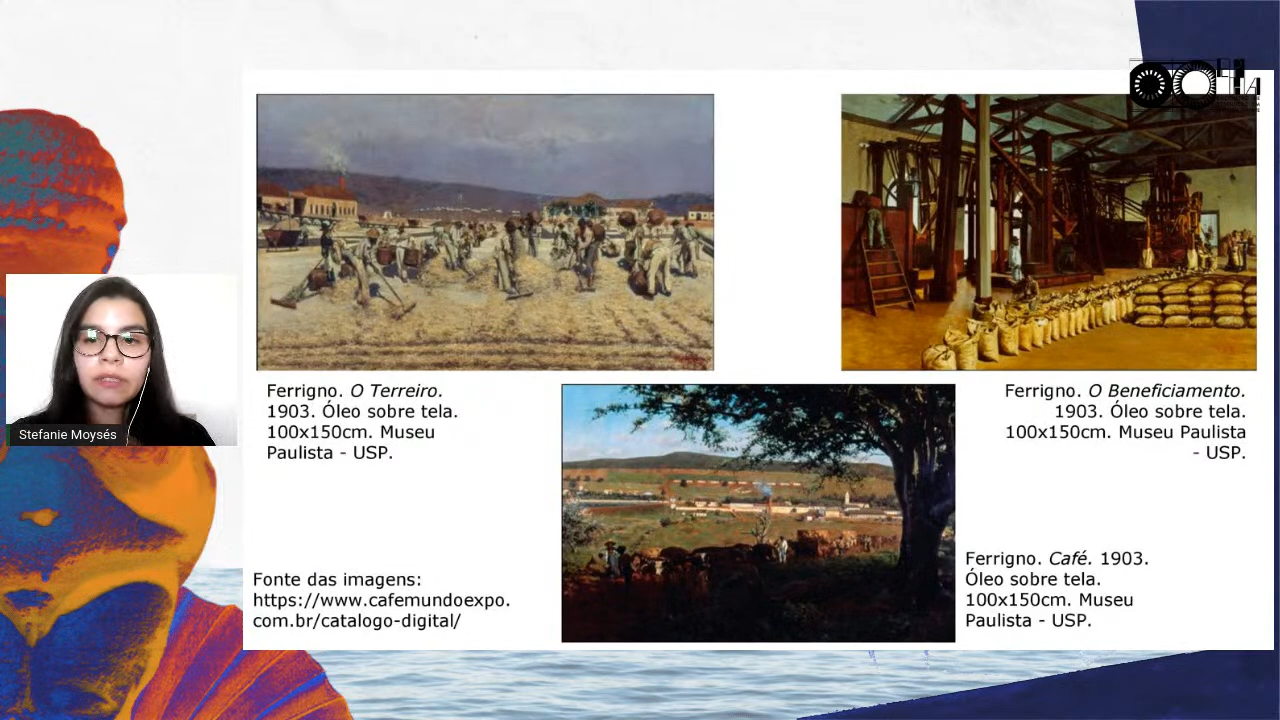 Ferrigno. O Terreiro.
1903. Óleo sobre tela.
100x150cm. Museu
Paulista - USP.
Ferrigno. O Beneficiamento.
1903. Óleo sobre tela.
100x150cm. Museu Paulista
- USP.
Stefanie Moysés
Ferrigno. Café. 1903.
Óleo sobre tela.
100x150cm. Museu
Paulista - USP.
Fonte das imagens:
https://www.cafemundoexpo.
com.br/catalogo-digital/